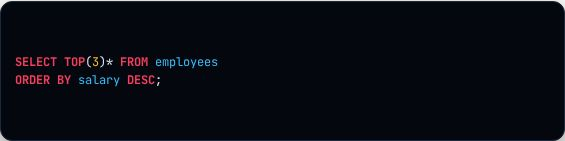 SELECT TOP(3)* FROM employees
ORDER BY salary DESC;